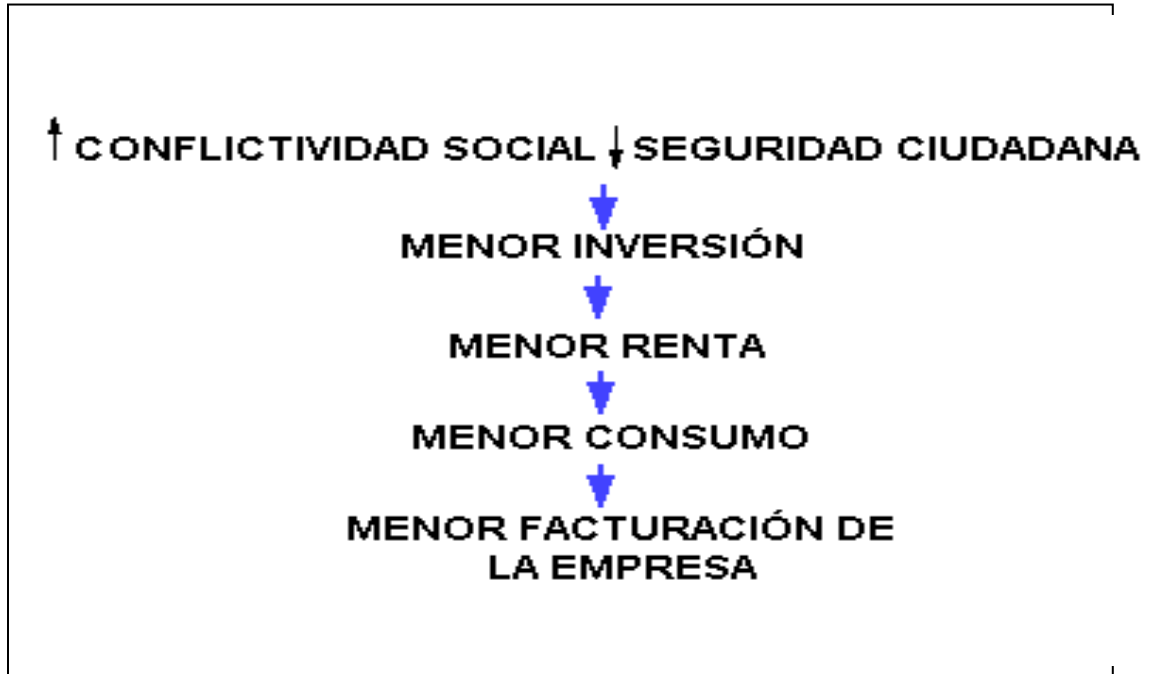 CONFLICTIVIDAD SOCIAL SEGURIDAD CIUDADANA
MENOR INVERSIÓN
MENOR RENTA
MENOR CONSUMO
MENOR FACTURACIÓN DE
LA EMPRESA